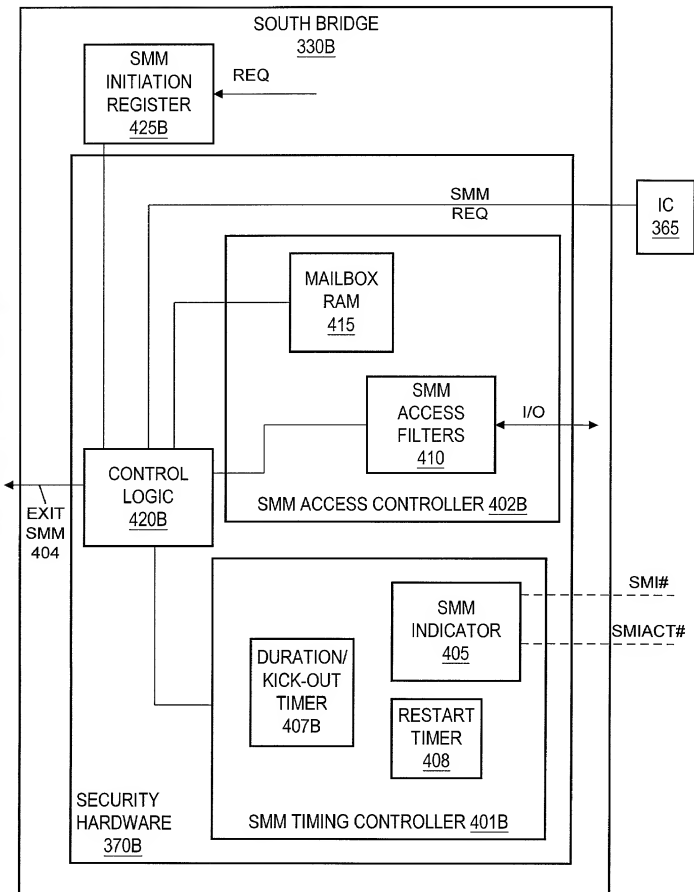 SOUTH BRIDGE
330B
SMM
INITIATION
REGISTER
425B
REQ
SMM
REQ
IC
365
MAILBOX
RAM
415
SMM
ACCESS
FILTERS
410
I/O
SMM ACCESS CONTROLLER 402B
CONTROL
LOGIC
420B
EXIT
SMM
404
SMM
INDICATOR
405
SMI#
SMIACT#
DURATION/
KICK-OUT
TIMER
407B
RESTART
TIMER
408
SMM TIMING CONTROLLER 401B
SECURITY
HARDWARE
370B